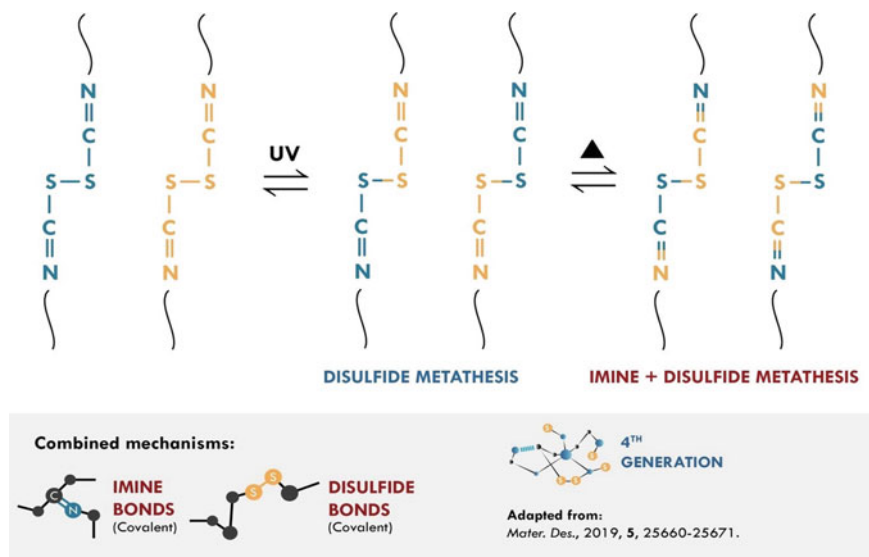 N N N N N N
C C C C C C
UV
S S S S S S S S S S S S
C C C C C C
N N N N N N
DISULFIDE METATHESIS
IMINE + DISULFIDE METATHESIS
Combined mechanisms:
C
N
IMINE
BONDS
(Covalent)
S S
DISULFIDE
BONDS
(Covalent)
S
S
S
S S
S
4TH
GENERATION
Adapted from:
Mater. Des., 2019, 5, 25660-25671.